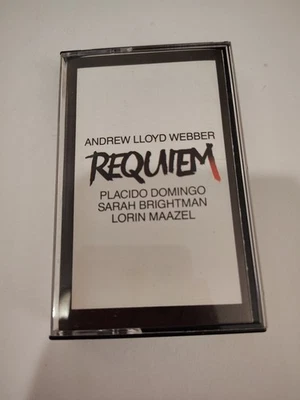 ANDREW LLOYD WEBBER
REQUIEM
PLACIDO DOMINGO
SARAH BRIGHTMAN
LORIN MAAZEL